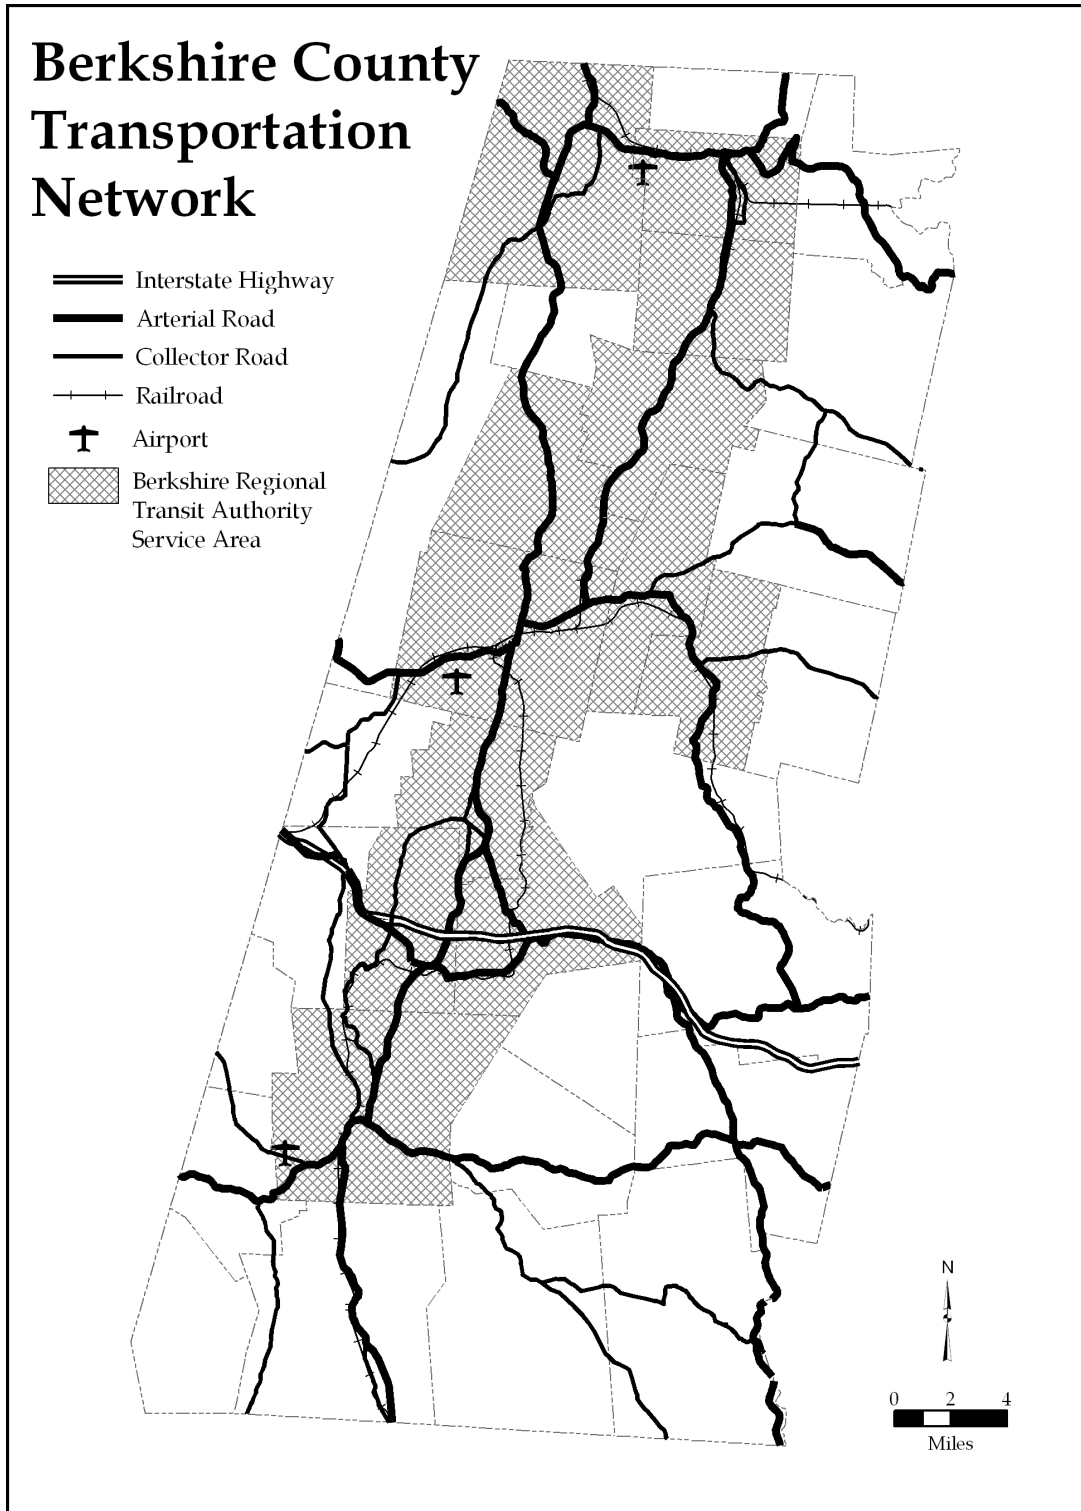 Berkshire County
Transportation
Network
Interstate Highway
Arterial Road
Collector Road
Railroad
Airport
Berkshire Regional
Transit Authority
Service Area
N
0 2 4
Miles